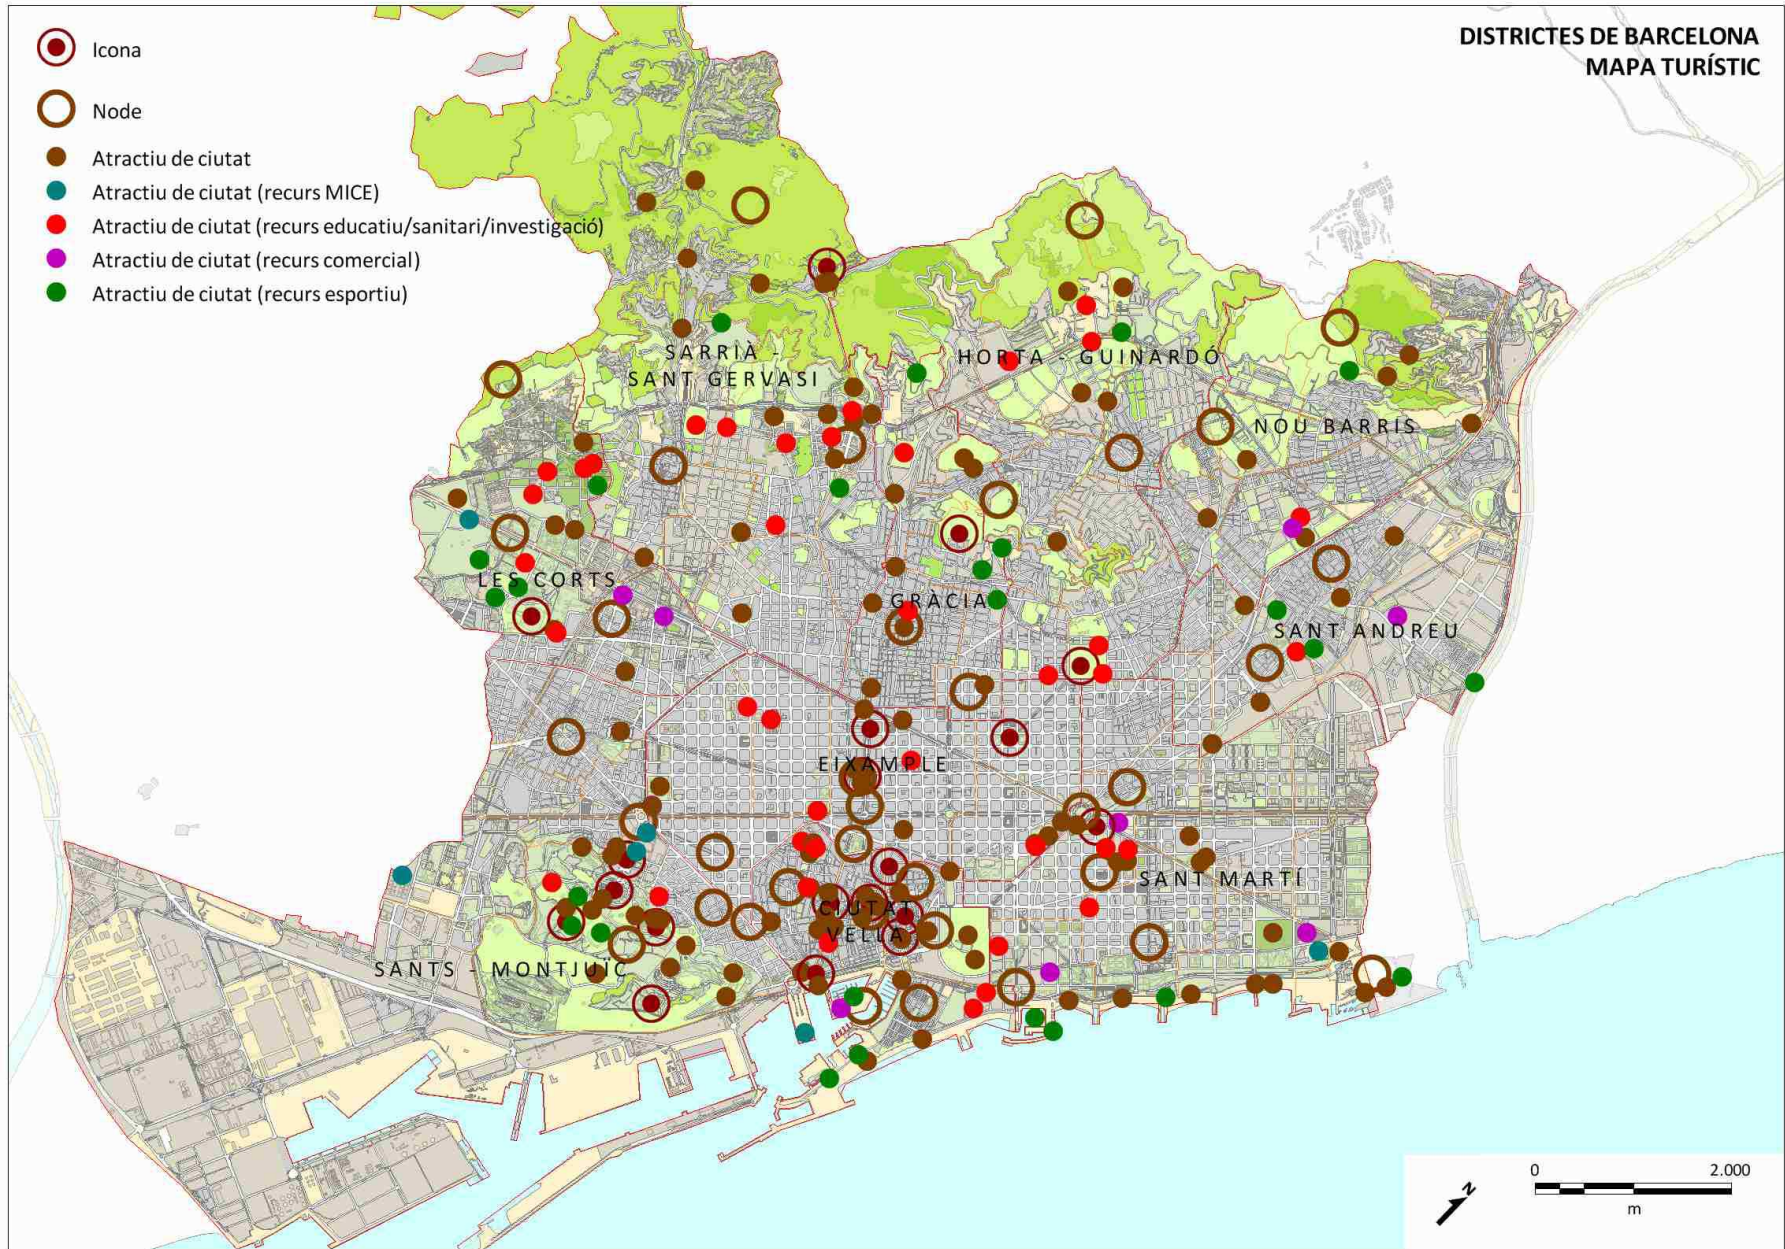 DISTRICTES DE BARCELONA
MAPA TURÍSTIC
Icona
Node
Atractiu de ciutat
Atractiu de ciutat (recurs MICE)
Atractiu de ciutat (recurs educatiu/sanitari/investigació)
Atractiu de ciutat (recurs comercial)
Atractiu de ciutat (recurs esportiu)
SARRIÀ -
SANT GERVASI
HORTA - GUINARDÓ
NOU BARRIS
LES CORTS
GRÀCIA
SANT ANDREU
EIXAMPLE
SANT MARTÍ
CIUTAT
VELLA
SANTS - MONTJUÏC
0 2.000
m
N